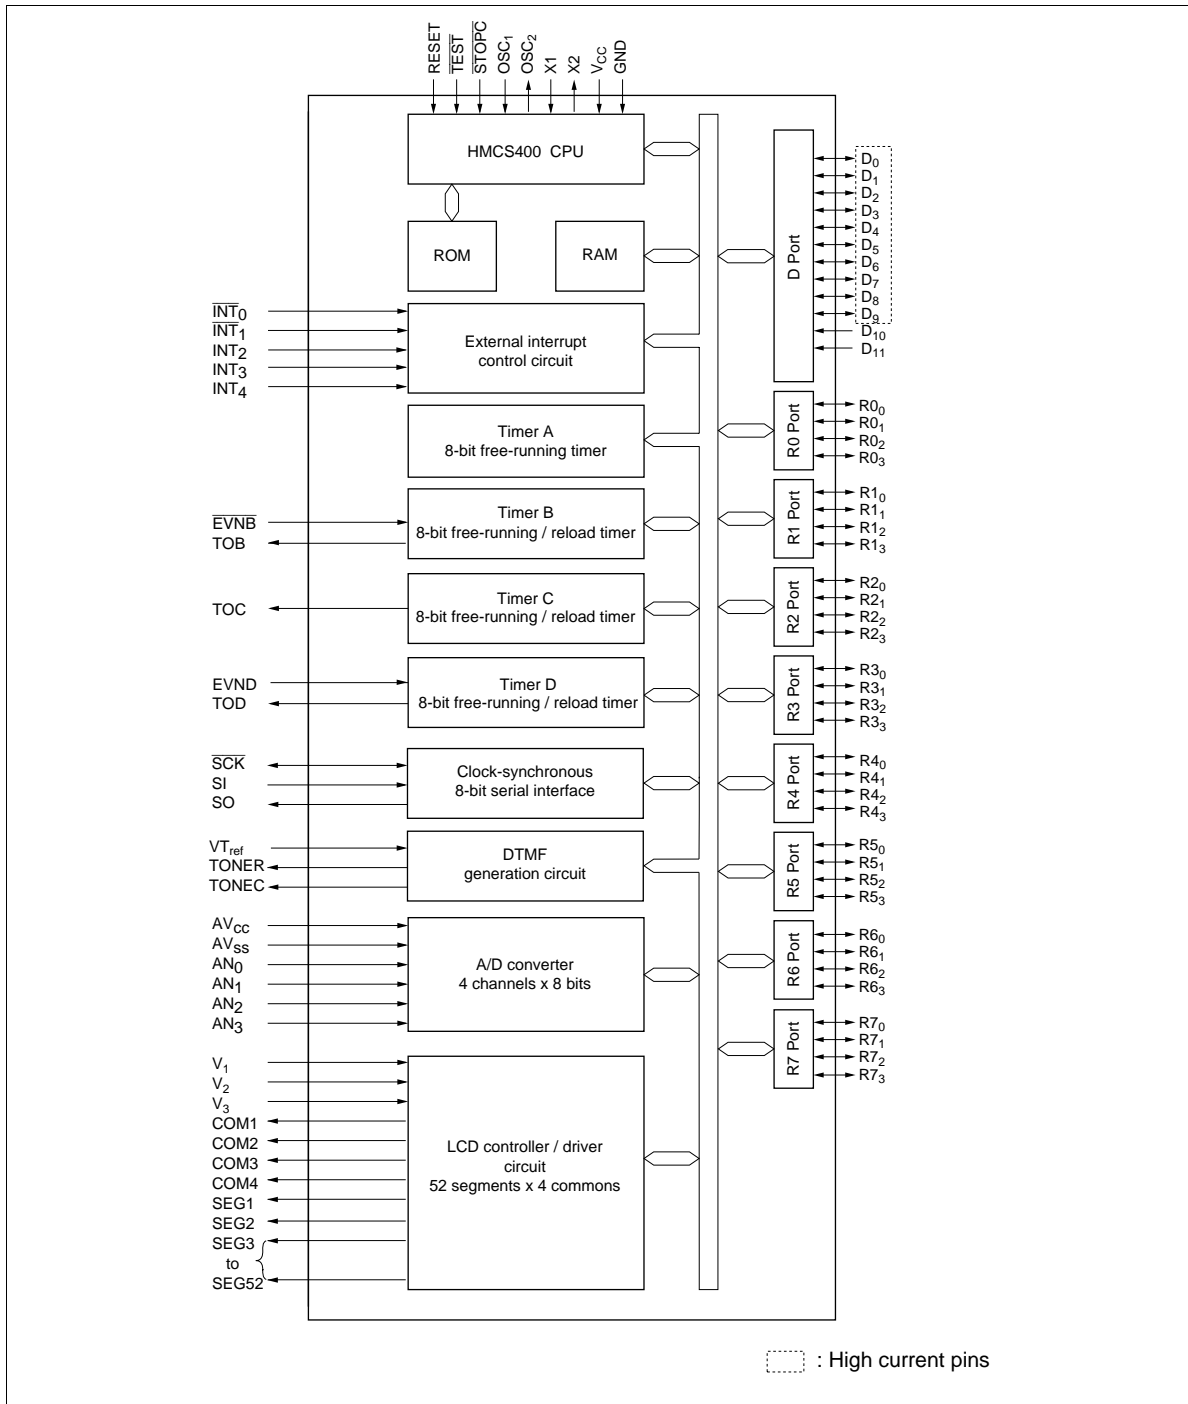 RESET
TEST
STOPC
OSC1
OSC2
X1
X2
VCC
GND
HMCS400 CPU
ROM
RAM
D Port
D0
D1
D2
D3
D4
D5
D6
D7
D8
D9
D10
D11
INT0
INT1
INT2
INT3
INT4
External interrupt
control circuit
Timer A
8-bit free-running timer
R0 Port
R00
R01
R02
R03
EVNB
TOB
Timer B
8-bit free-running / reload timer
R1 Port
R10
R11
R12
R13
TOC
Timer C
8-bit free-running / reload timer
R2 Port
R20
R21
R22
R23
EVND
TOD
Timer D
8-bit free-running / reload timer
R3 Port
R30
R31
R32
R33
SCK
SI
SO
Clock-synchronous
8-bit serial interface
R4 Port
R40
R41
R42
R43
VTref
TONER
TONEC
DTMF
generation circuit
R5 Port
R50
R51
R52
R53
AVCC
AVSS
AN0
AN1
AN2
AN3
A/D converter
4 channels x 8 bits
R6 Port
R60
R61
R62
R63
R7 Port
R70
R71
R72
R73
V1
V2
V3
COM1
COM2
COM3
COM4
SEG1
SEG2
SEG3
to
SEG52
LCD controller / driver
circuit
52 segments x 4 commons
: High current pins